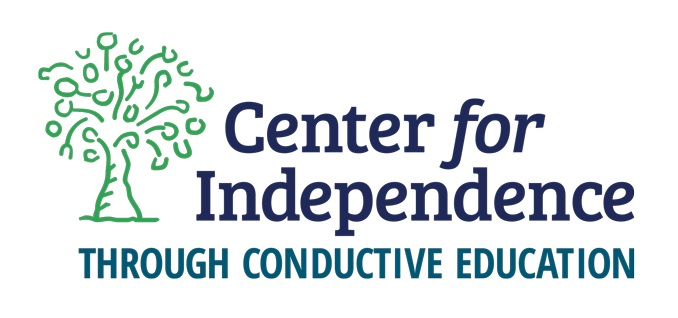 Center for
Independence
THROUGH CONDUCTIVE EDUCATION